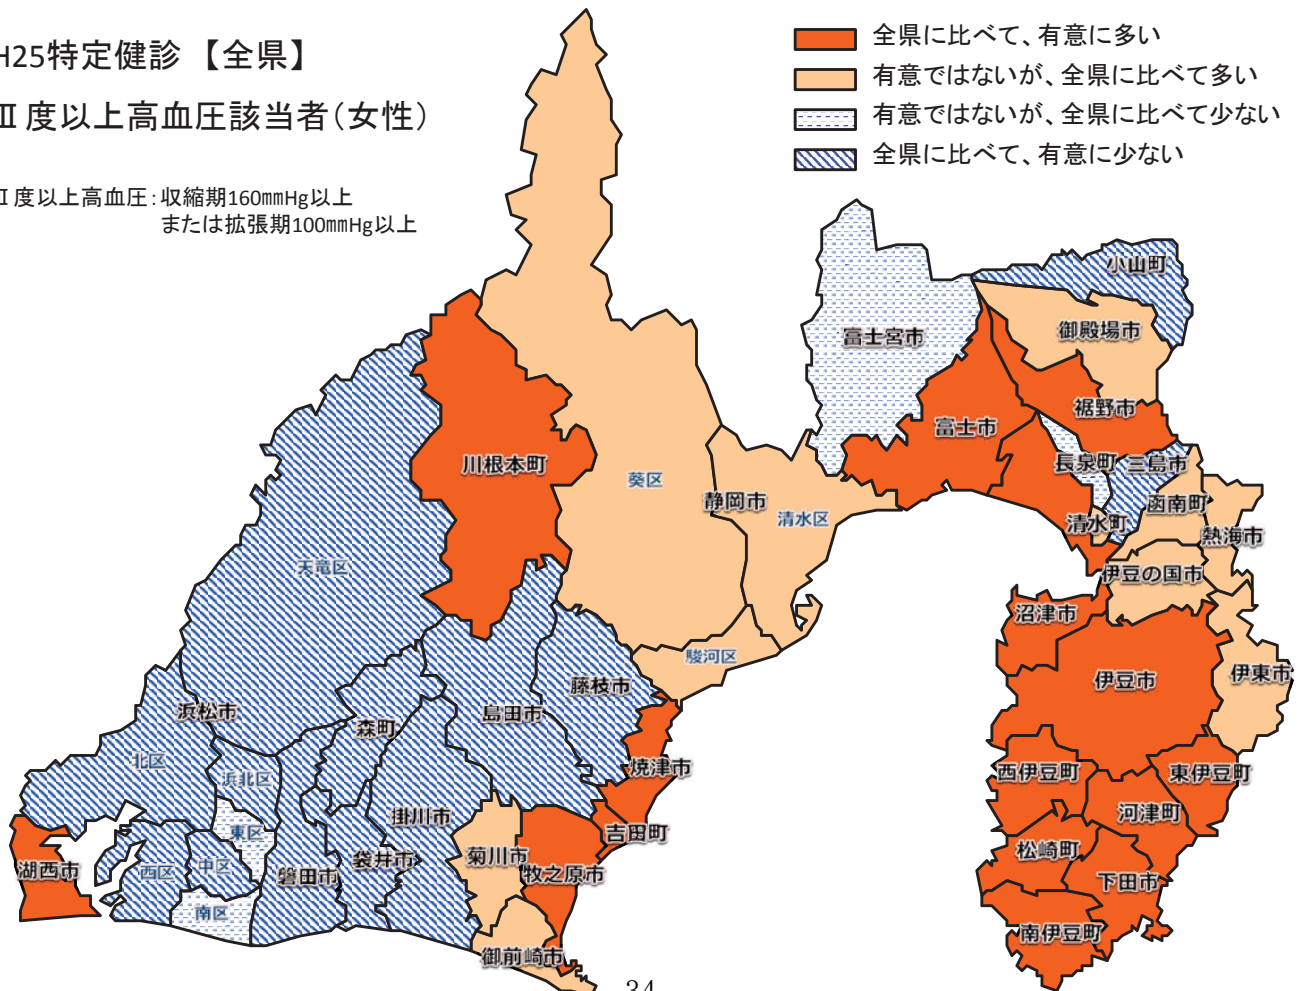 H25特定健診 【全県】
Ⅱ度以上高血圧該当者(女性)
Ⅱ度以上高血圧：収縮期160mmHg以上
または拡張期100mmHg以上
全県に比べて、有意に多い
有意ではないが、全県に比べて多い
有意ではないが、全県に比べて少ない
全県に比べて、有意に少ない
小山町
御殿場市
富士宮市
裾野市
富士市
川根本町
長泉町
三島市
葵区
静岡市
清水区
函南町
清水町
熱海市
天竜区
伊豆の国市
沼津市
駿河区
藤枝市
伊豆市
伊東市
浜松市
森町
島田市
北区
浜北区
焼津市
西伊豆町
東伊豆町
掛川市
河津町
東区
吉田町
湖西市
西区
中区
磐田市
袋井市
菊川市
牧之原市
松崎町
下田市
南区
御前崎市
南伊豆町
34